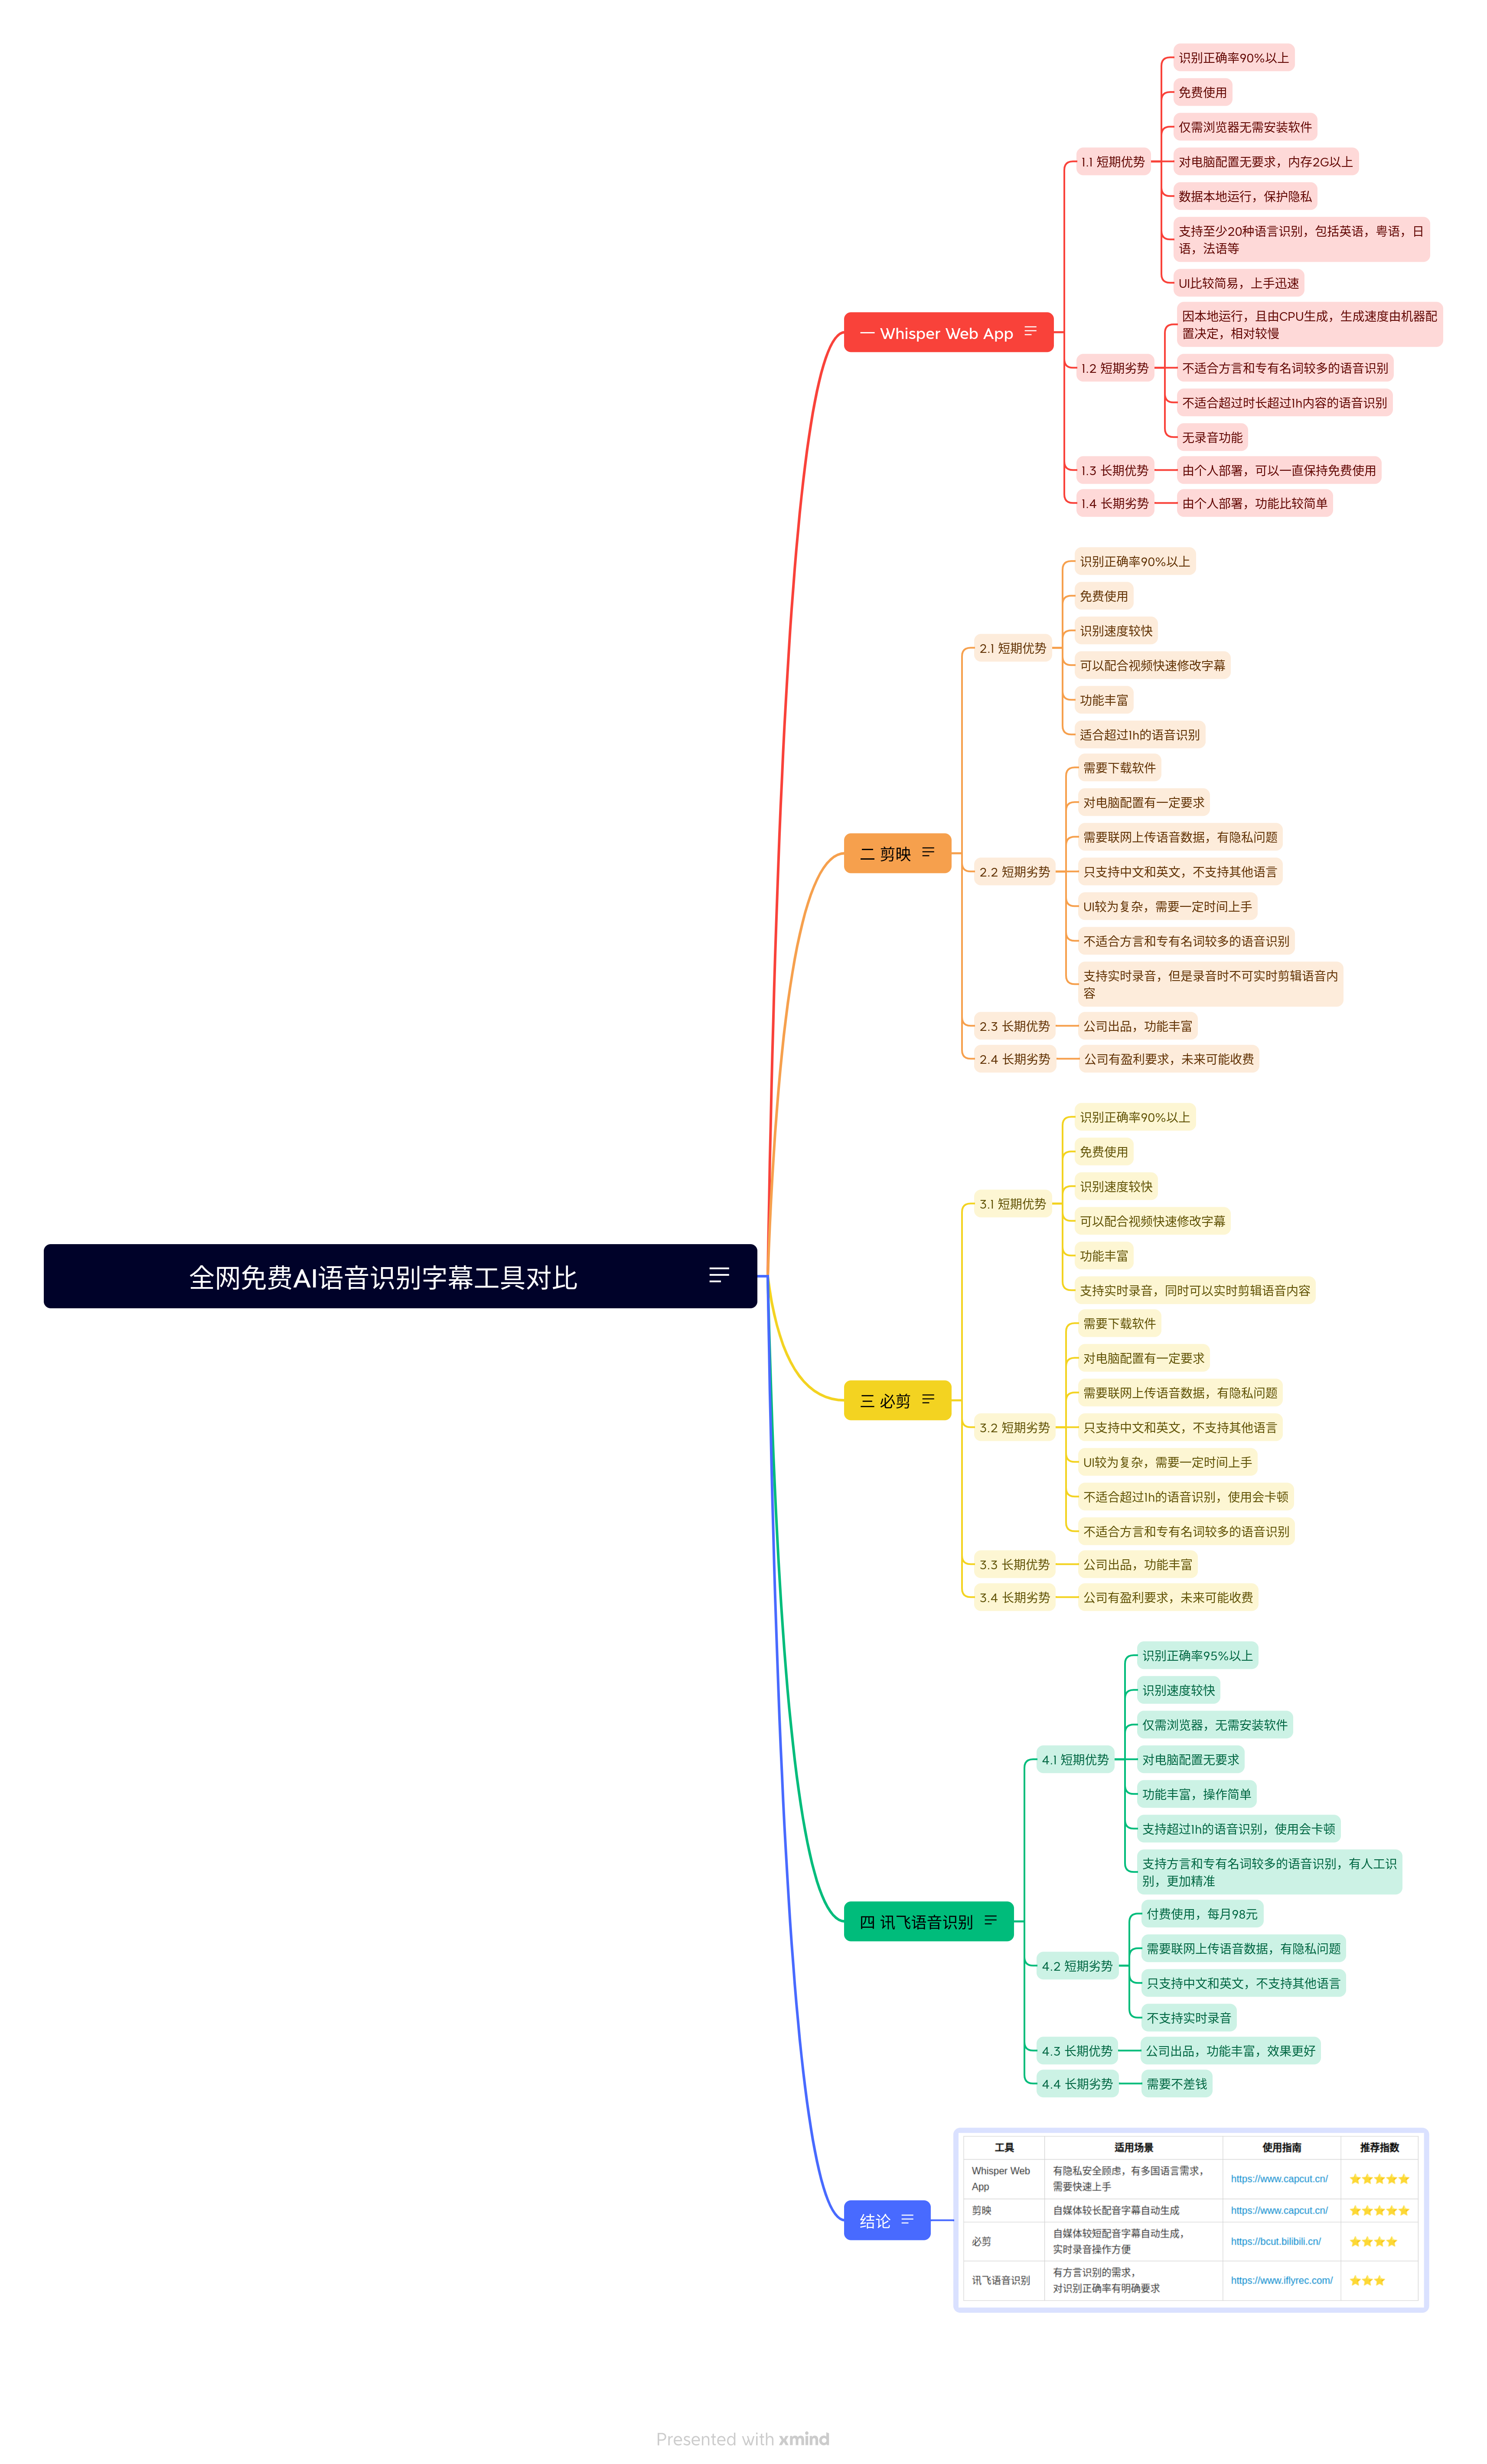 全网免费AI语音识别字幕工具对比
一 Whisper Web App
1.1 短期优势
识别正确率90%以上
免费使用
仅需浏览器无需安装软件
对电脑配置无要求，内存2G以上
数据本地运行，保护隐私
支持至少20种语言识别，包括英语，粤语，日
语，法语等
UI比较简易，上手迅速
1.2 短期劣势
因本地运行，且由CPU生成，生成速度由机器配
置决定，相对较慢
不适合方言和专有名词较多的语音识别
不适合超过时长超过1h内容的语音识别
无录音功能
1.3 长期优势
由个人部署，可以一直保持免费使用
1.4 长期劣势
由个人部署，功能比较简单
二 剪映
2.1 短期优势
识别正确率90%以上
免费使用
识别速度较快
可以配合视频快速修改字幕
功能丰富
适合超过1h的语音识别
2.2 短期劣势
需要下载软件
对电脑配置有一定要求
需要联网上传语音数据，有隐私问题
只支持中文和英文，不支持其他语言
UI较为复杂，需要一定时间上手
不适合方言和专有名词较多的语音识别
支持实时录音，但是录音时不可实时剪辑语音内
容
2.3 长期优势
公司出品，功能丰富
2.4 长期劣势
公司有盈利要求，未来可能收费
三 必剪
3.1 短期优势
识别正确率90%以上
免费使用
识别速度较快
可以配合视频快速修改字幕
功能丰富
支持实时录音，同时可以实时剪辑语音内容
3.2 短期劣势
需要下载软件
对电脑配置有一定要求
需要联网上传语音数据，有隐私问题
只支持中文和英文，不支持其他语言
UI较为复杂，需要一定时间上手
不适合超过1h的语音识别，使用会卡顿
不适合方言和专有名词较多的语音识别
3.3 长期优势
公司出品，功能丰富
3.4 长期劣势
公司有盈利要求，未来可能收费
四 讯飞语音识别
4.1 短期优势
识别正确率95%以上
识别速度较快
仅需浏览器，无需安装软件
对电脑配置无要求
功能丰富，操作简单
支持超过1h的语音识别，使用会卡顿
支持方言和专有名词较多的语音识别，有人工识
别，更加精准
4.2 短期劣势
付费使用，每月98元
需要联网上传语音数据，有隐私问题
只支持中文和英文，不支持其他语言
不支持实时录音
4.3 长期优势
公司出品，功能丰富，效果更好
4.4 长期劣势
需要不差钱
结论
工具 适用场景 使用指南 推荐指数
Whisper Web
App
有隐私安全顾虑，有多国语言需求，
需要快速上手
https://www.capcut.cn/ ⭐⭐⭐⭐⭐
剪映 自媒体较长配音字幕自动生成 https://www.capcut.cn/ ⭐⭐⭐⭐⭐
必剪
自媒体较短配音字幕自动生成，
实时录音操作方便
https://bcut.bilibili.cn/ ⭐⭐⭐⭐
讯飞语音识别
有方言识别的需求，
对识别正确率有明确要求
https://www.iflyrec.com/ ⭐⭐⭐
Presented with xmind